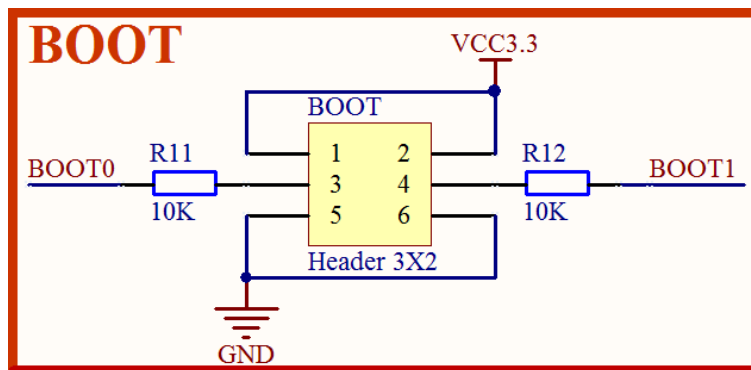 BOOT
VCC3.3
BOOT
1 2
BOOT0 R11 3 4 R12 BOOT1
10K 5 6 10K
Header 3X2
GND